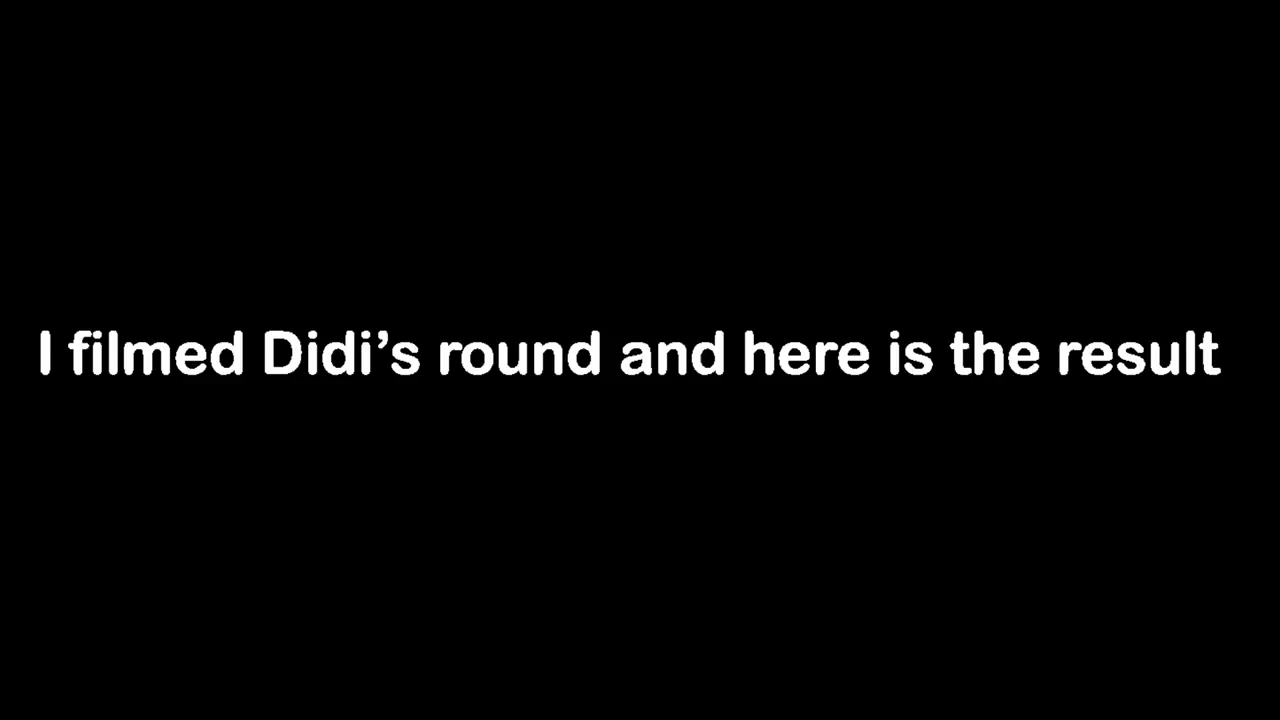 I filmed Didi’s round and here is the result